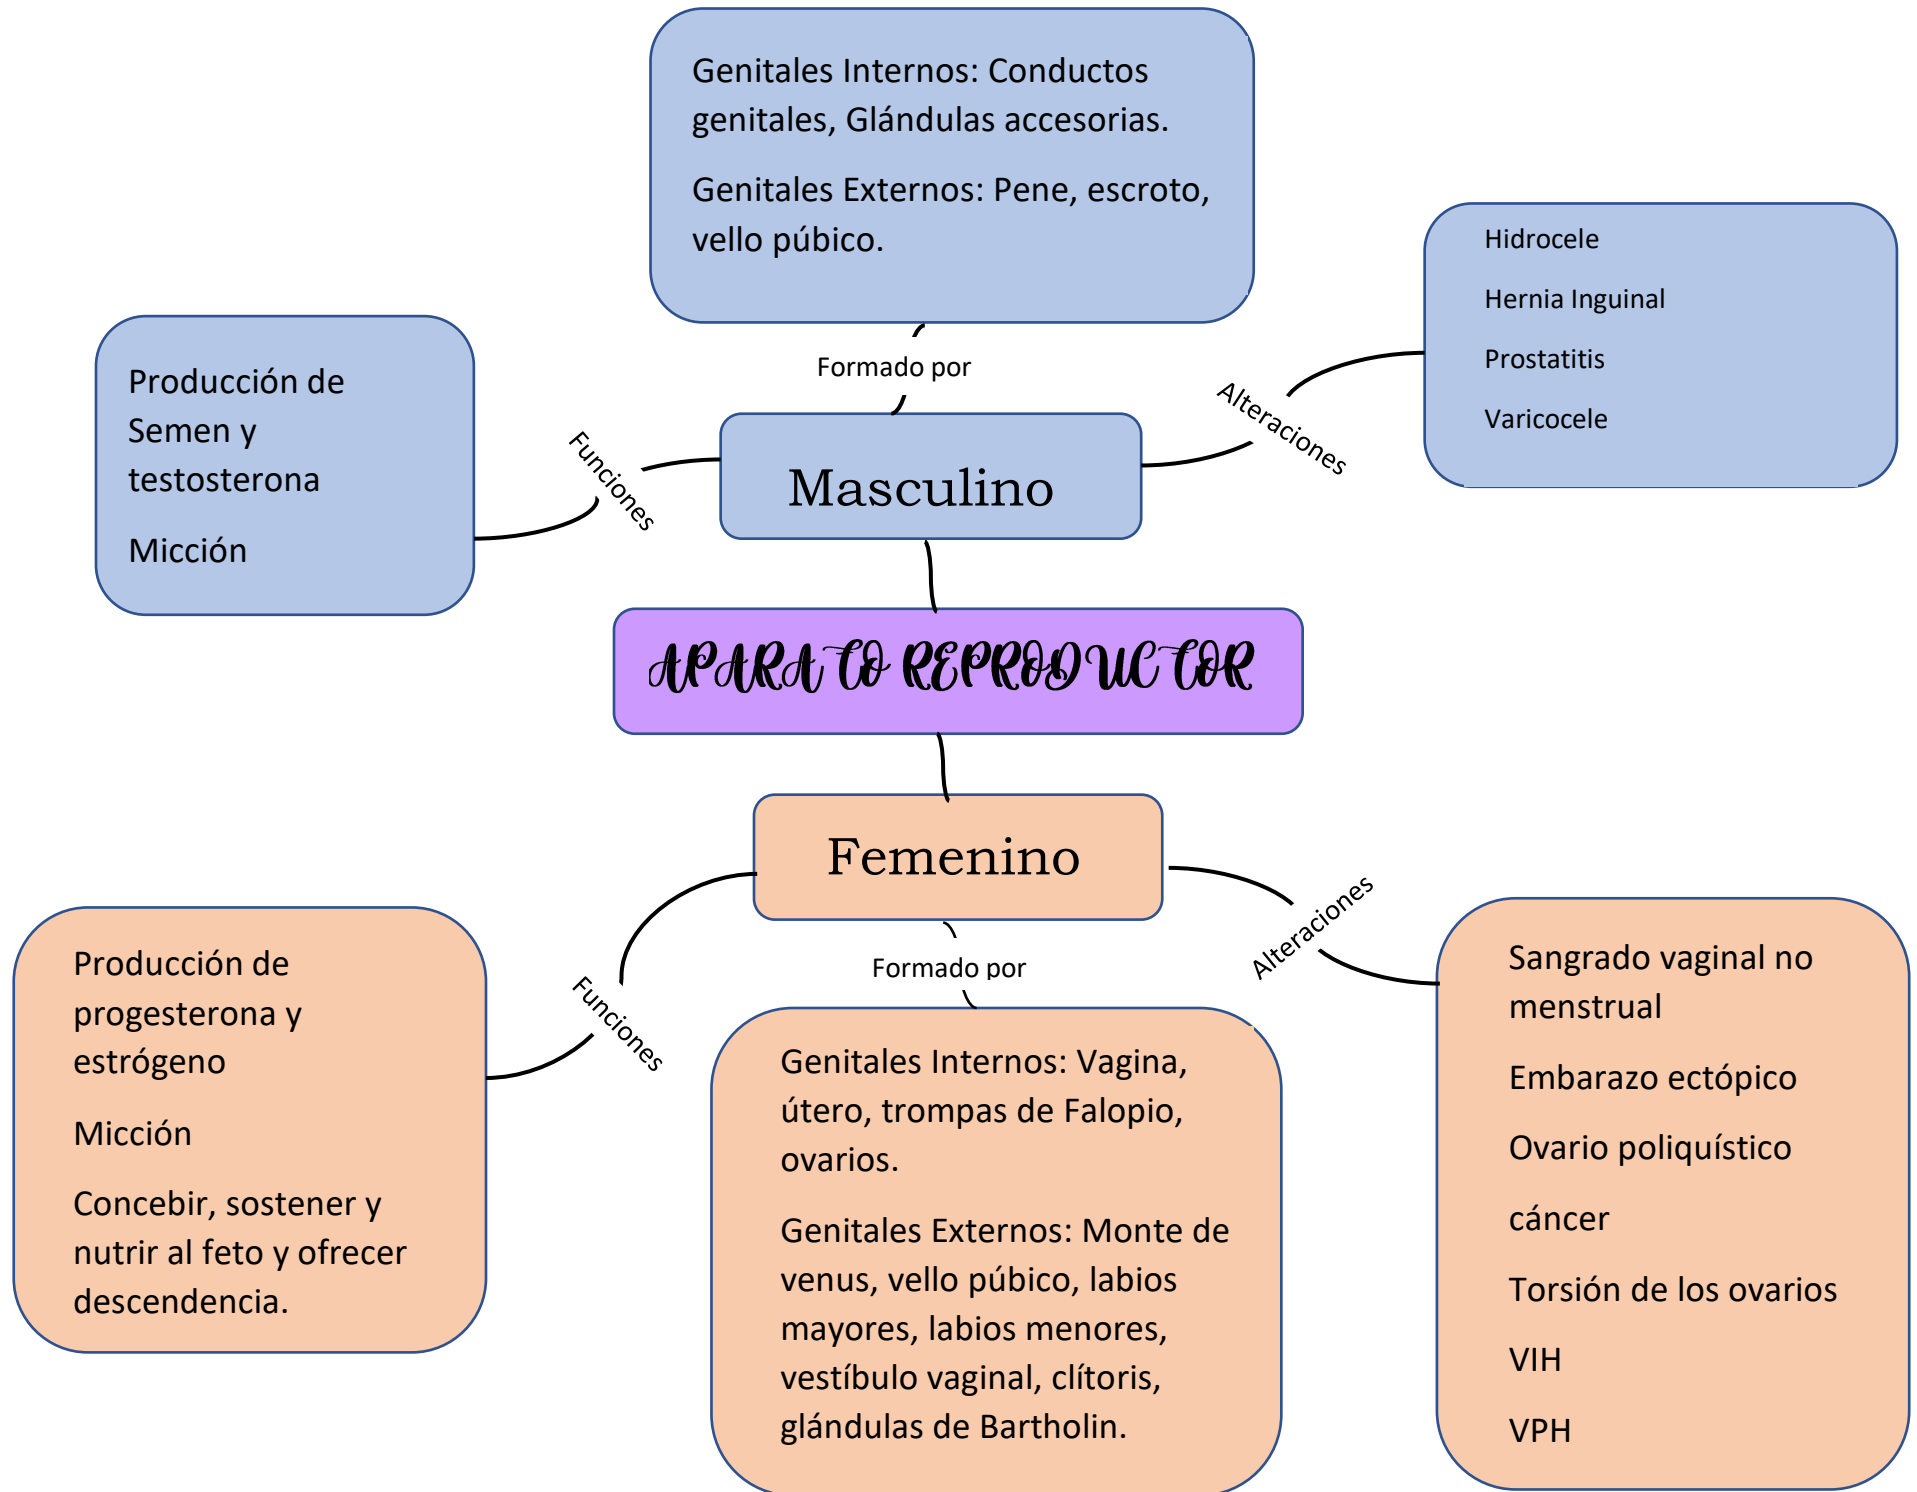 Genitales Internos: Conductos
genitales, Glándulas accesorias.
Genitales Externos: Pene, escroto,
vello púbico.
Hidrocele
Hernia Inguinal
Prostatitis
Varicocele
Producción de
Semen y
testosterona
Micción
Formado por
Alteraciones
Funciones
Masculino
APARATO REPRODUCTOR
Femenino
Formado por
Alteraciones
Funciones
Producción de
progesterona y
estrógeno
Micción
Concebir, sostener y
nutrir al feto y ofrecer
descendencia.
Genitales Internos: Vagina,
útero, trompas de Falopio,
ovarios.
Genitales Externos: Monte de
venus, vello púbico, labios
mayores, labios menores,
vestíbulo vaginal, clítoris,
glándulas de Bartholin.
Sangrado vaginal no
menstrual
Embarazo ectópico
Ovario poliquístico
cáncer
Torsión de los ovarios
VIH
VPH